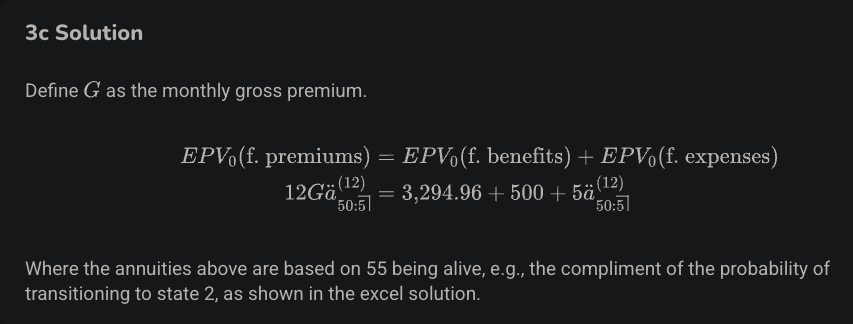 3c Solution
Define G as the monthly gross premium.
EPV₀(f. premiums) = EPV₀(f. benefits) + EPV₀(f. expenses)
12Gä^{(12)}_{50:\overline{5}|} = 3,294.96 + 500 + 5ä^{(12)}_{50:\overline{5}|}
Where the annuities above are based on 55 being alive, e.g., the compliment of the probability of
transitioning to state 2, as shown in the excel solution.